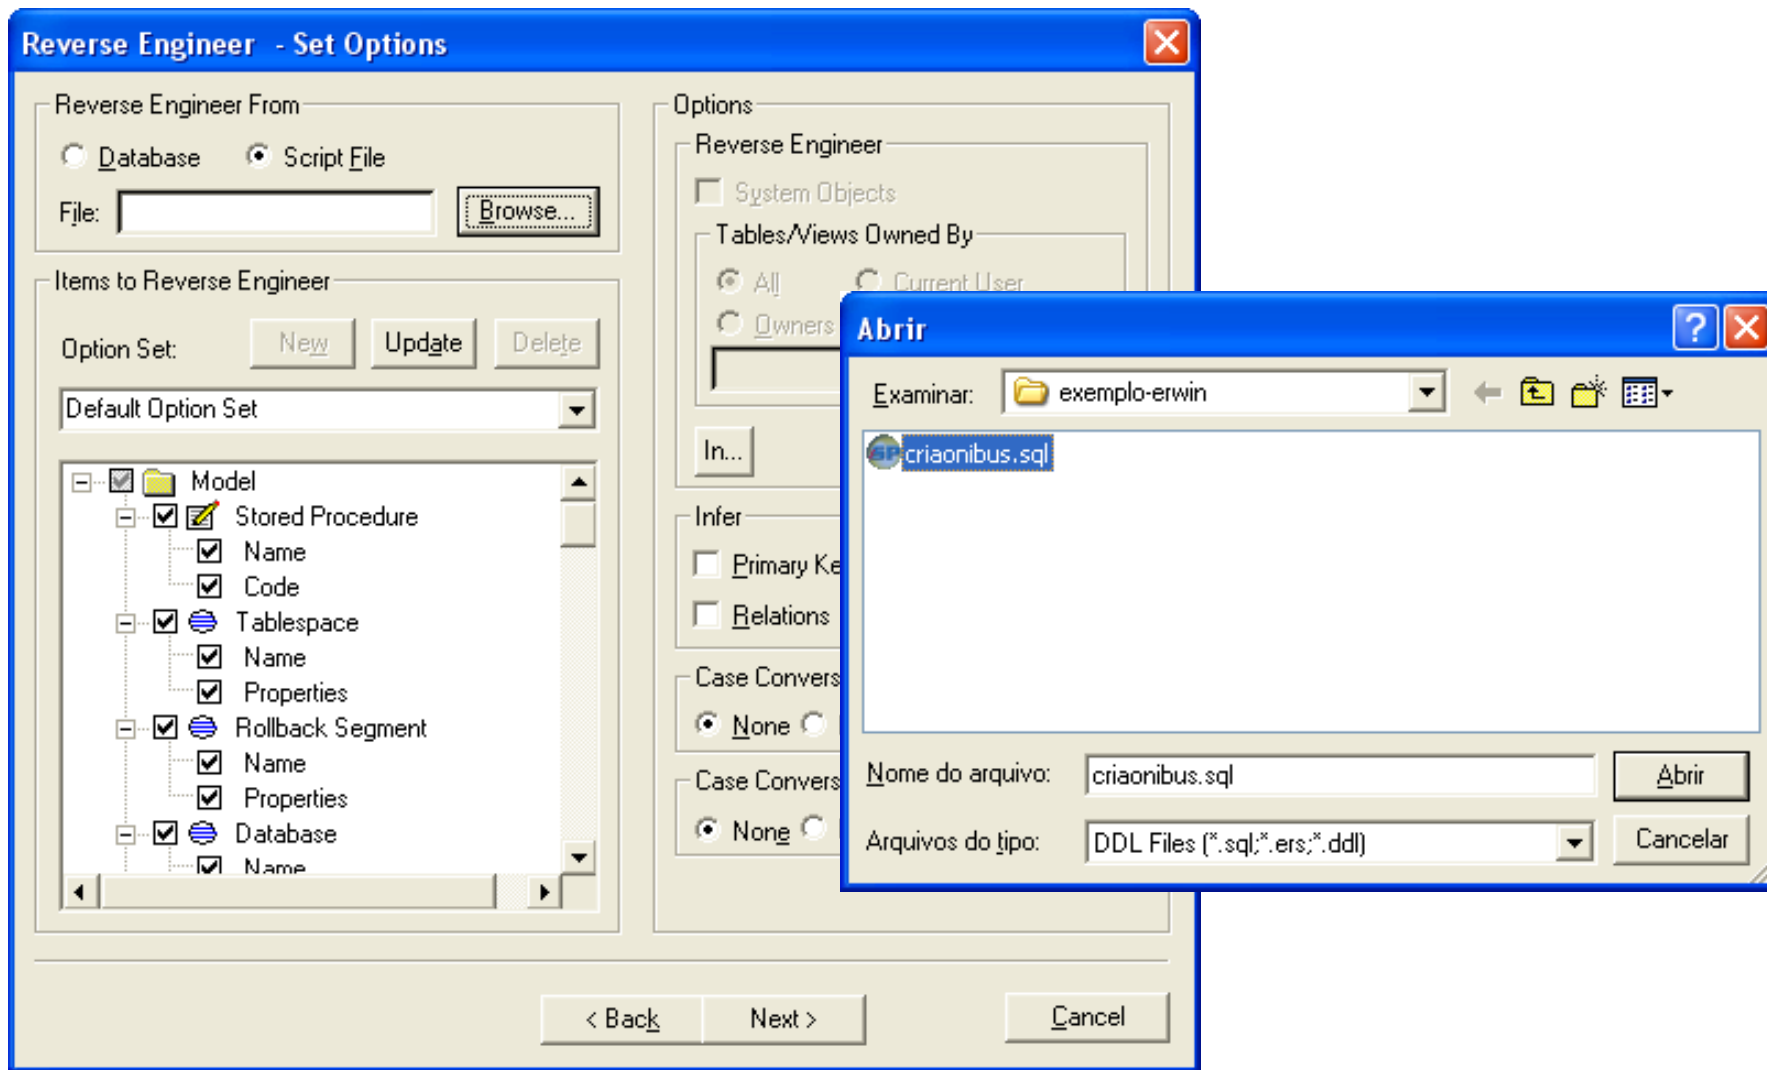 Reverse Engineer - Set Options
Reverse Engineer From
Database Script File
File: Browse...
Items to Reverse Engineer
Option Set: New Update Delete
Default Option Set
Model
Stored Procedure
Name
Code
Tablespace
Name
Properties
Rollback Segment
Name
Properties
Database
Name
Options
Reverse Engineer
System Objects
Tables/Views Owned By
All Current User
Owners
In...
Infer
Primary Ke
Relations
Case Convers
None
Case Convers
None
< Back Next > Cancel
Abrir
Examinar: exemplo-erwin
criaonibus.sql
Nome do arquivo: criaonibus.sql Abrir
Arquivos do tipo: DDL Files (*.sql;*.ers;*.ddl) Cancelar